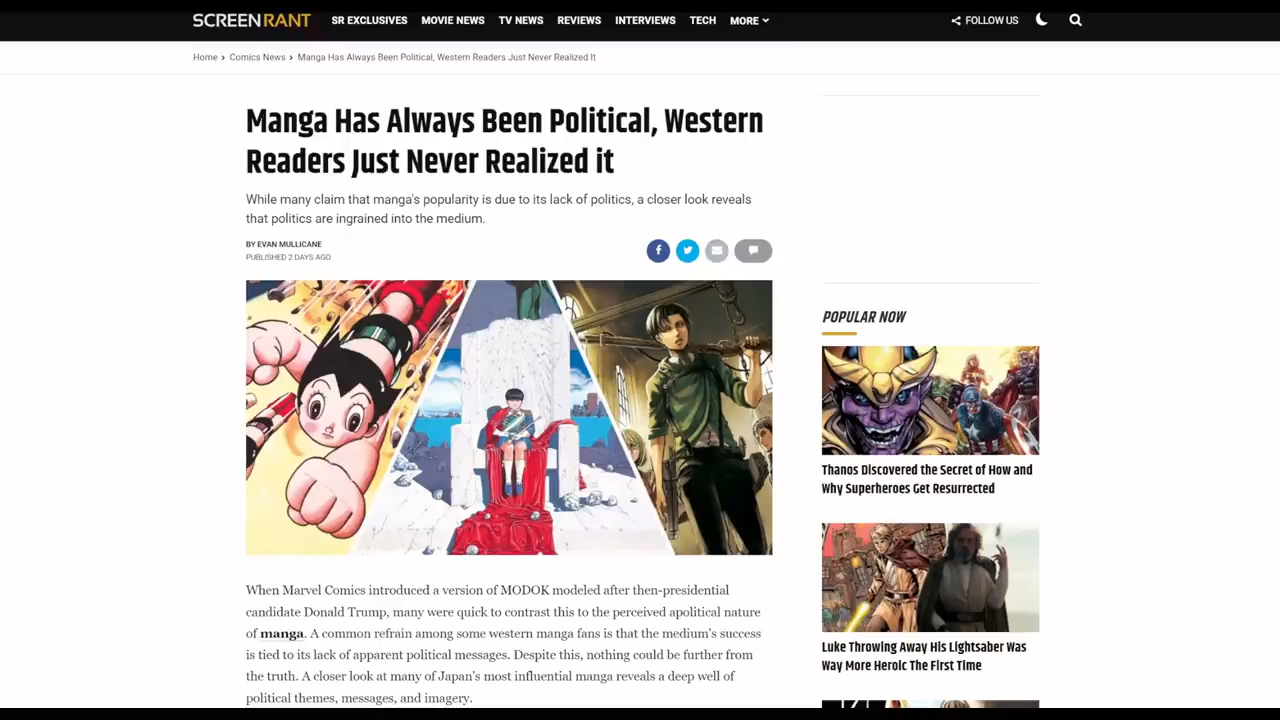 SCREENRANT SR EXCLUSIVES MOVIE NEWS TV NEWS REVIEWS INTERVIEWS TECH MORE FOLLOW US
Home › Comics News › Manga Has Always Been Political, Western Readers Just Never Realized It
Manga Has Always Been Political, Western
Readers Just Never Realized it
While many claim that manga's popularity is due to its lack of politics, a closer look reveals
that politics are ingrained into the medium.
BY EVAN MULLICANE
PUBLISHED 2 DAYS AGO
When Marvel Comics introduced a version of MODOK modeled after then-presidential
candidate Donald Trump, many were quick to contrast this to the perceived apolitical nature
of manga. A common refrain among some western manga fans is that the medium's success
is tied to its lack of apparent political messages. Despite this, nothing could be further from
the truth. A closer look at many of Japan's most influential manga reveals a deep well of
political themes, messages, and imagery.
POPULAR NOW
Thanos Discovered the Secret of How and
Why Superheroes Get Resurrected
Luke Throwing Away His Lightsaber Was
Way More Heroic The First Time